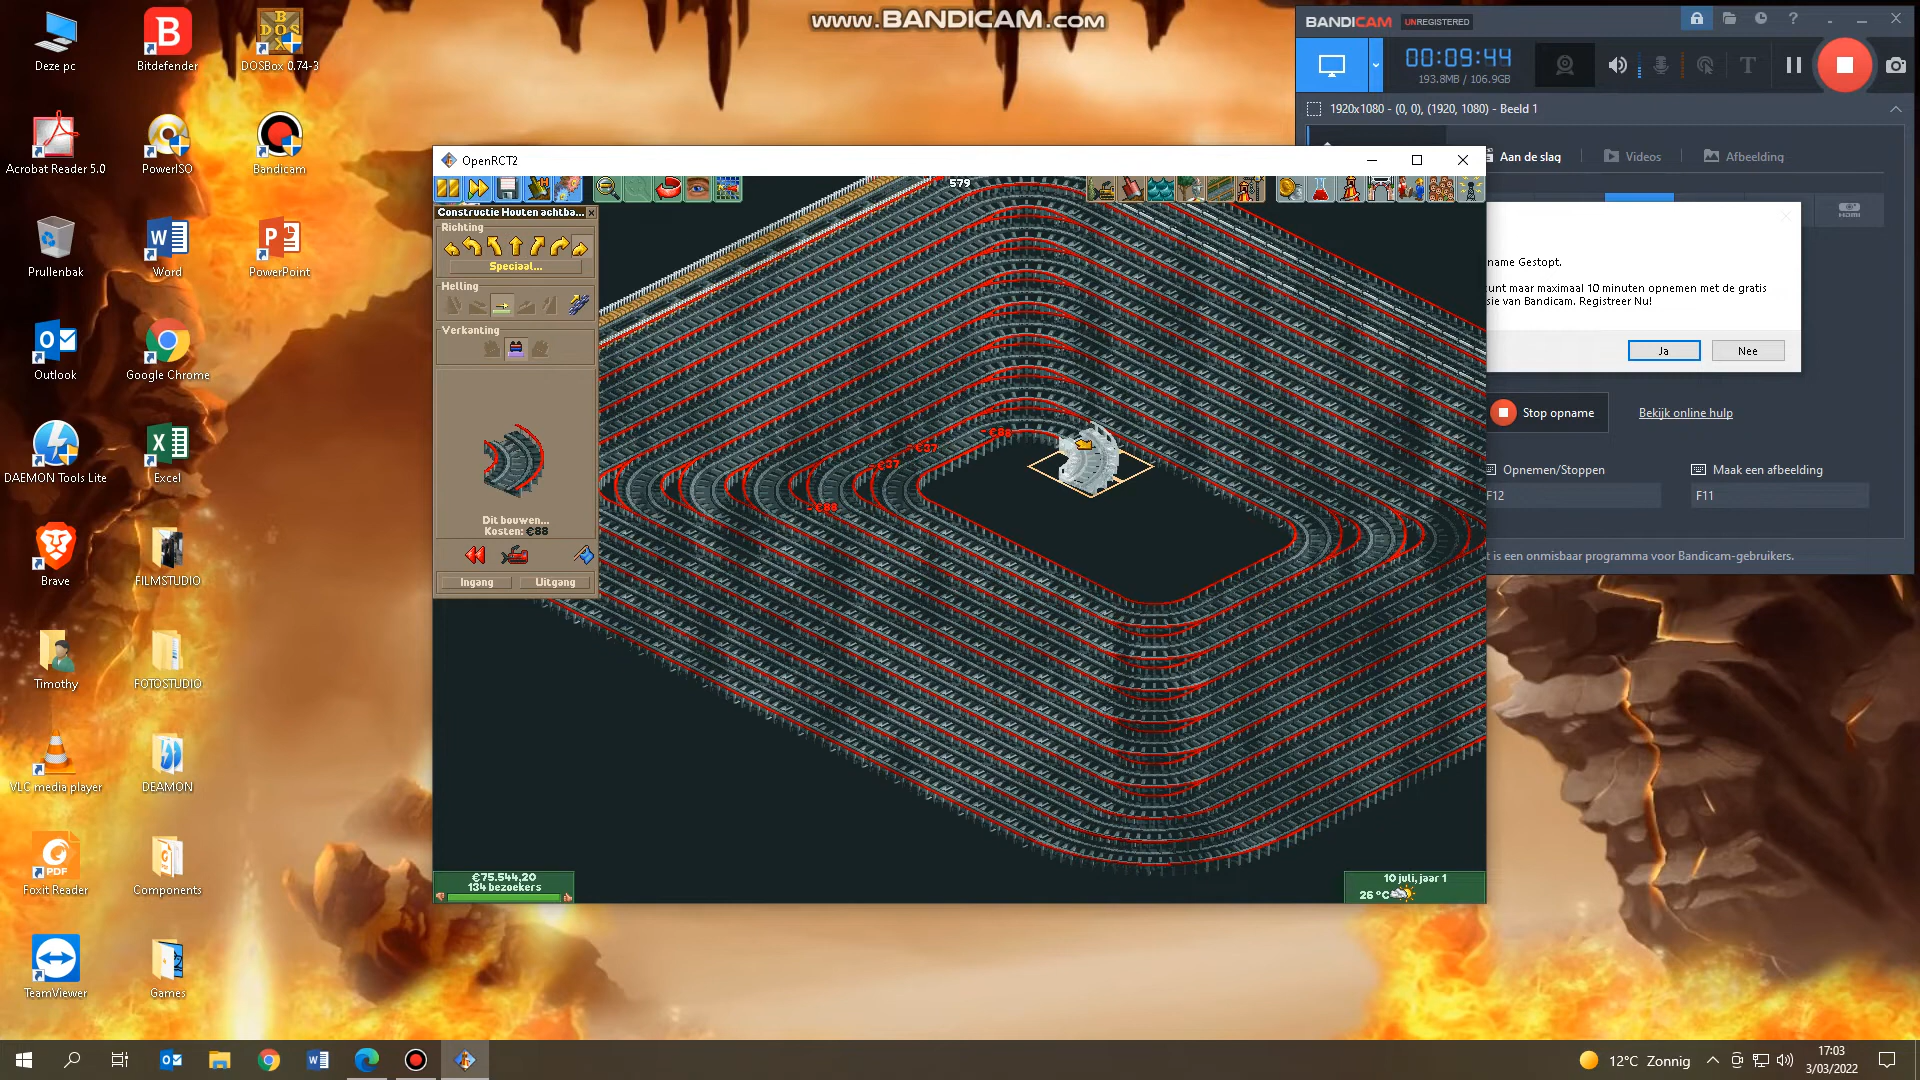 www.BANDICAM.com
Deze pc
Bitdefender
DOSBox 0.74-3
Acrobat Reader 5.0
PowerISO
Bandicam
Prullenbak
Word
PowerPoint
Outlook
Google Chrome
DAEMON Tools Lite
Excel
Brave
FILMSTUDIO
Timothy
FOTOSTUDIO
VLC media player
DEAMON
Foxit Reader
Components
TeamViewer
Games
BANDICAM UNREGISTERED
00:09:44
193.8MB / 106.9GB
1920x1080 - (0, 0), (1920, 1080) - Beeld 1
Aan de slag
Videos
Afbeelding
HDMI
name Gestopt.
unt maar maximaal 10 minuten opnemen met de gratis
sie van Bandicam. Registreer Nu!
Ja
Nee
Stop opname
Bekijk online hulp
Opnemen/Stoppen
Maak een afbeelding
F12
F11
t is een onmisbaar programma voor Bandicam-gebruikers.
OpenRCT2
579
Constructie Houten achtba...
Richting
Speciaal...
Helling
Verkanting
Dit bouwen...
Kosten: €88
Ingang
Uitgang
-€88
-€37
-€37
-€88
€75.544,20
134 bezoekers
10 juli, jaar 1
26 °C
12°C Zonnig
17:03
3/03/2022